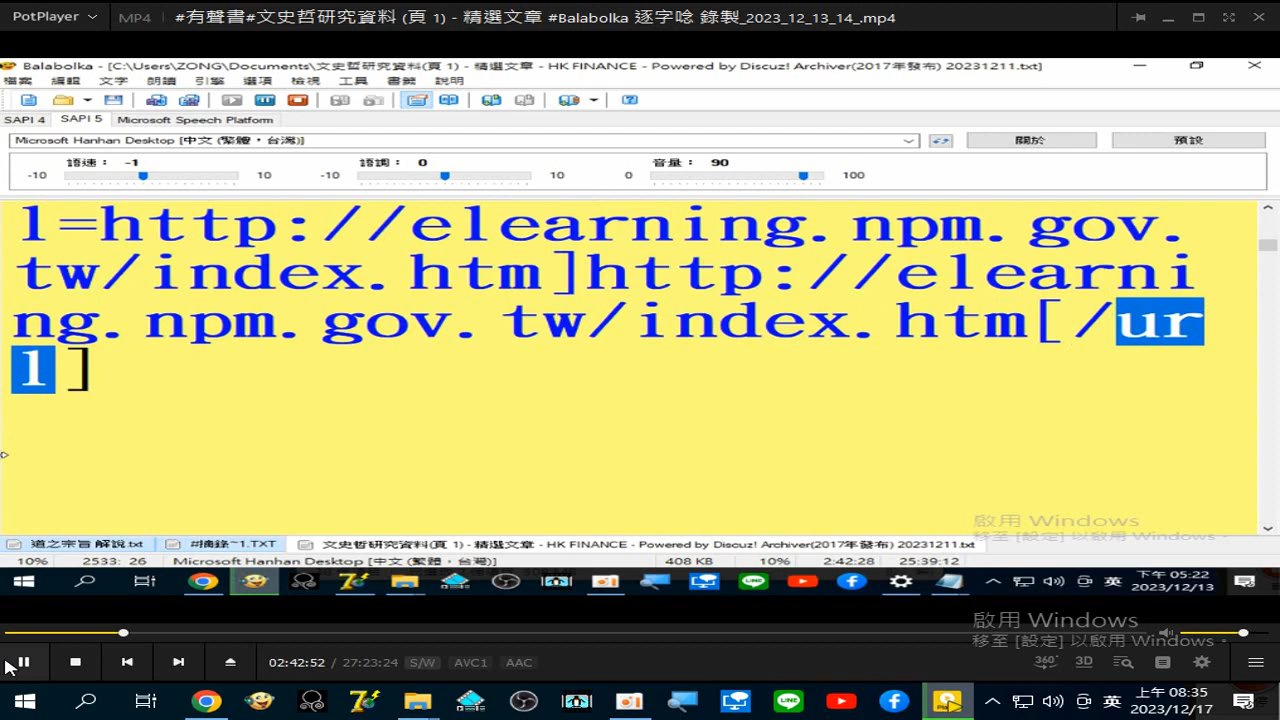 PotPlayer
MP4
#有聲書#文史哲研究資料 (頁 1) - 精選文章 #Balabolka 逐字唸 錄製_2023_12_13_14_.mp4
Balabolka - [C:\Users\ZONG\Documents\文史哲研究資料(頁 1) - 精選文章 - HK FINANCE - Powered by Discuz! Archiver(2017年發布) 20231211.txt]
檔案 編輯 文字 朗讀 引擎 選項 檢視 工具 書籤 說明
SAPI 4 SAPI 5 Microsoft Speech Platform
Microsoft Hanhan Desktop [中文 (繁體，台灣)]
關於 預設
語速： -1 語調： 0 音量： 90
-10 10 -10 10 0 100
l=http://elearning.npm.gov.
tw/index.htm]http://elearni
ng.npm.gov.tw/index.htm[/ur
l]
啟用 Windows
移至 [設定] 以啟用 Windows。
道之宗旨 解說.txt #摘錄~1.TXT 文史哲研究資料(頁 1) - 精選文章 - HK FINANCE - Powered by Discuz! Archiver(2017年發布) 20231211.txt
10% 2533: 26 Microsoft Hanhan Desktop [中文 (繁體，台灣)] 408 KB 10% 2:42:28 25:39:12
英 下午 05:22
2023/12/13
啟用 Windows
移至 [設定] 以啟用 Windows。
02:42:52 / 27:23:24 S/W AVC1 AAC
360° 3D
英 上午 08:35
2023/12/17